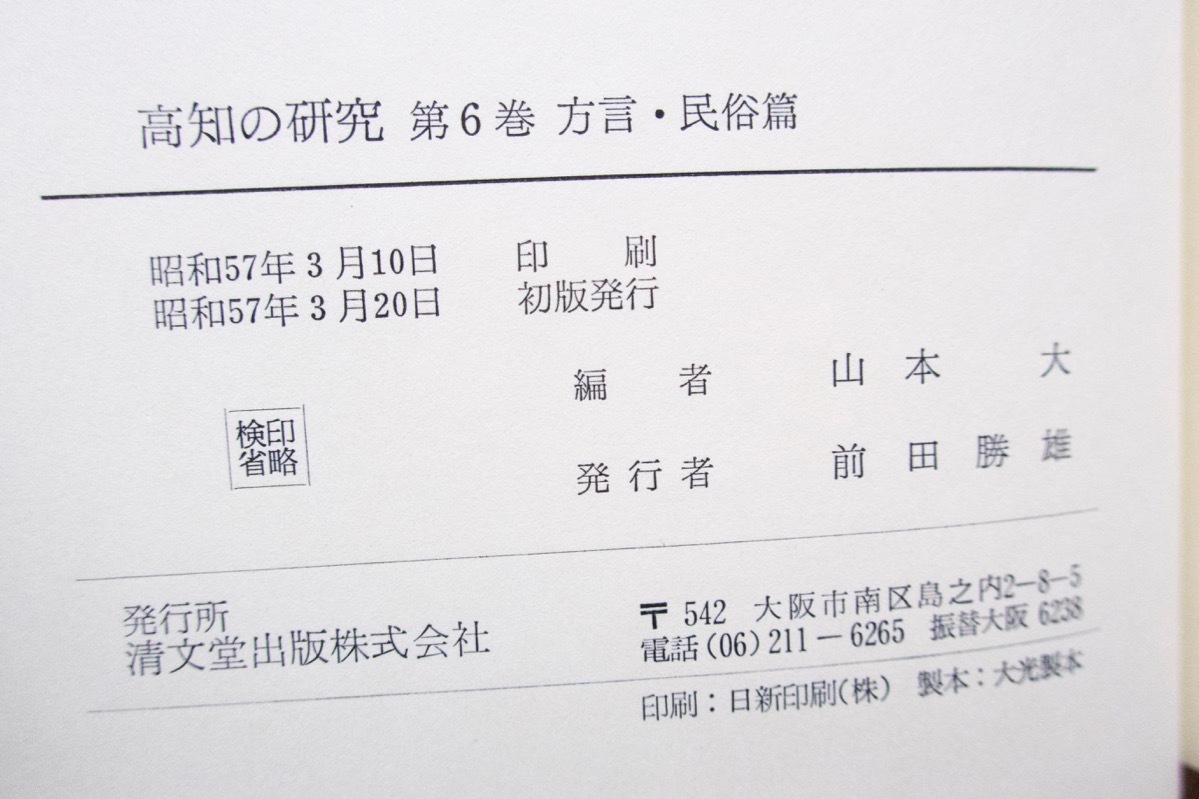 高知の研究 第6巻 方言・民俗篇
昭和57年3月10日 印刷
昭和57年3月20日 初版発行
編者 山本 大
発行者 前田勝雄
検印
省略
発行所
清文堂出版株式会社
〒542 大阪市南区島之内2-8-5
電話(06)211-6265 振替大阪 6238
印刷:日新印刷(株) 製本:大光製本